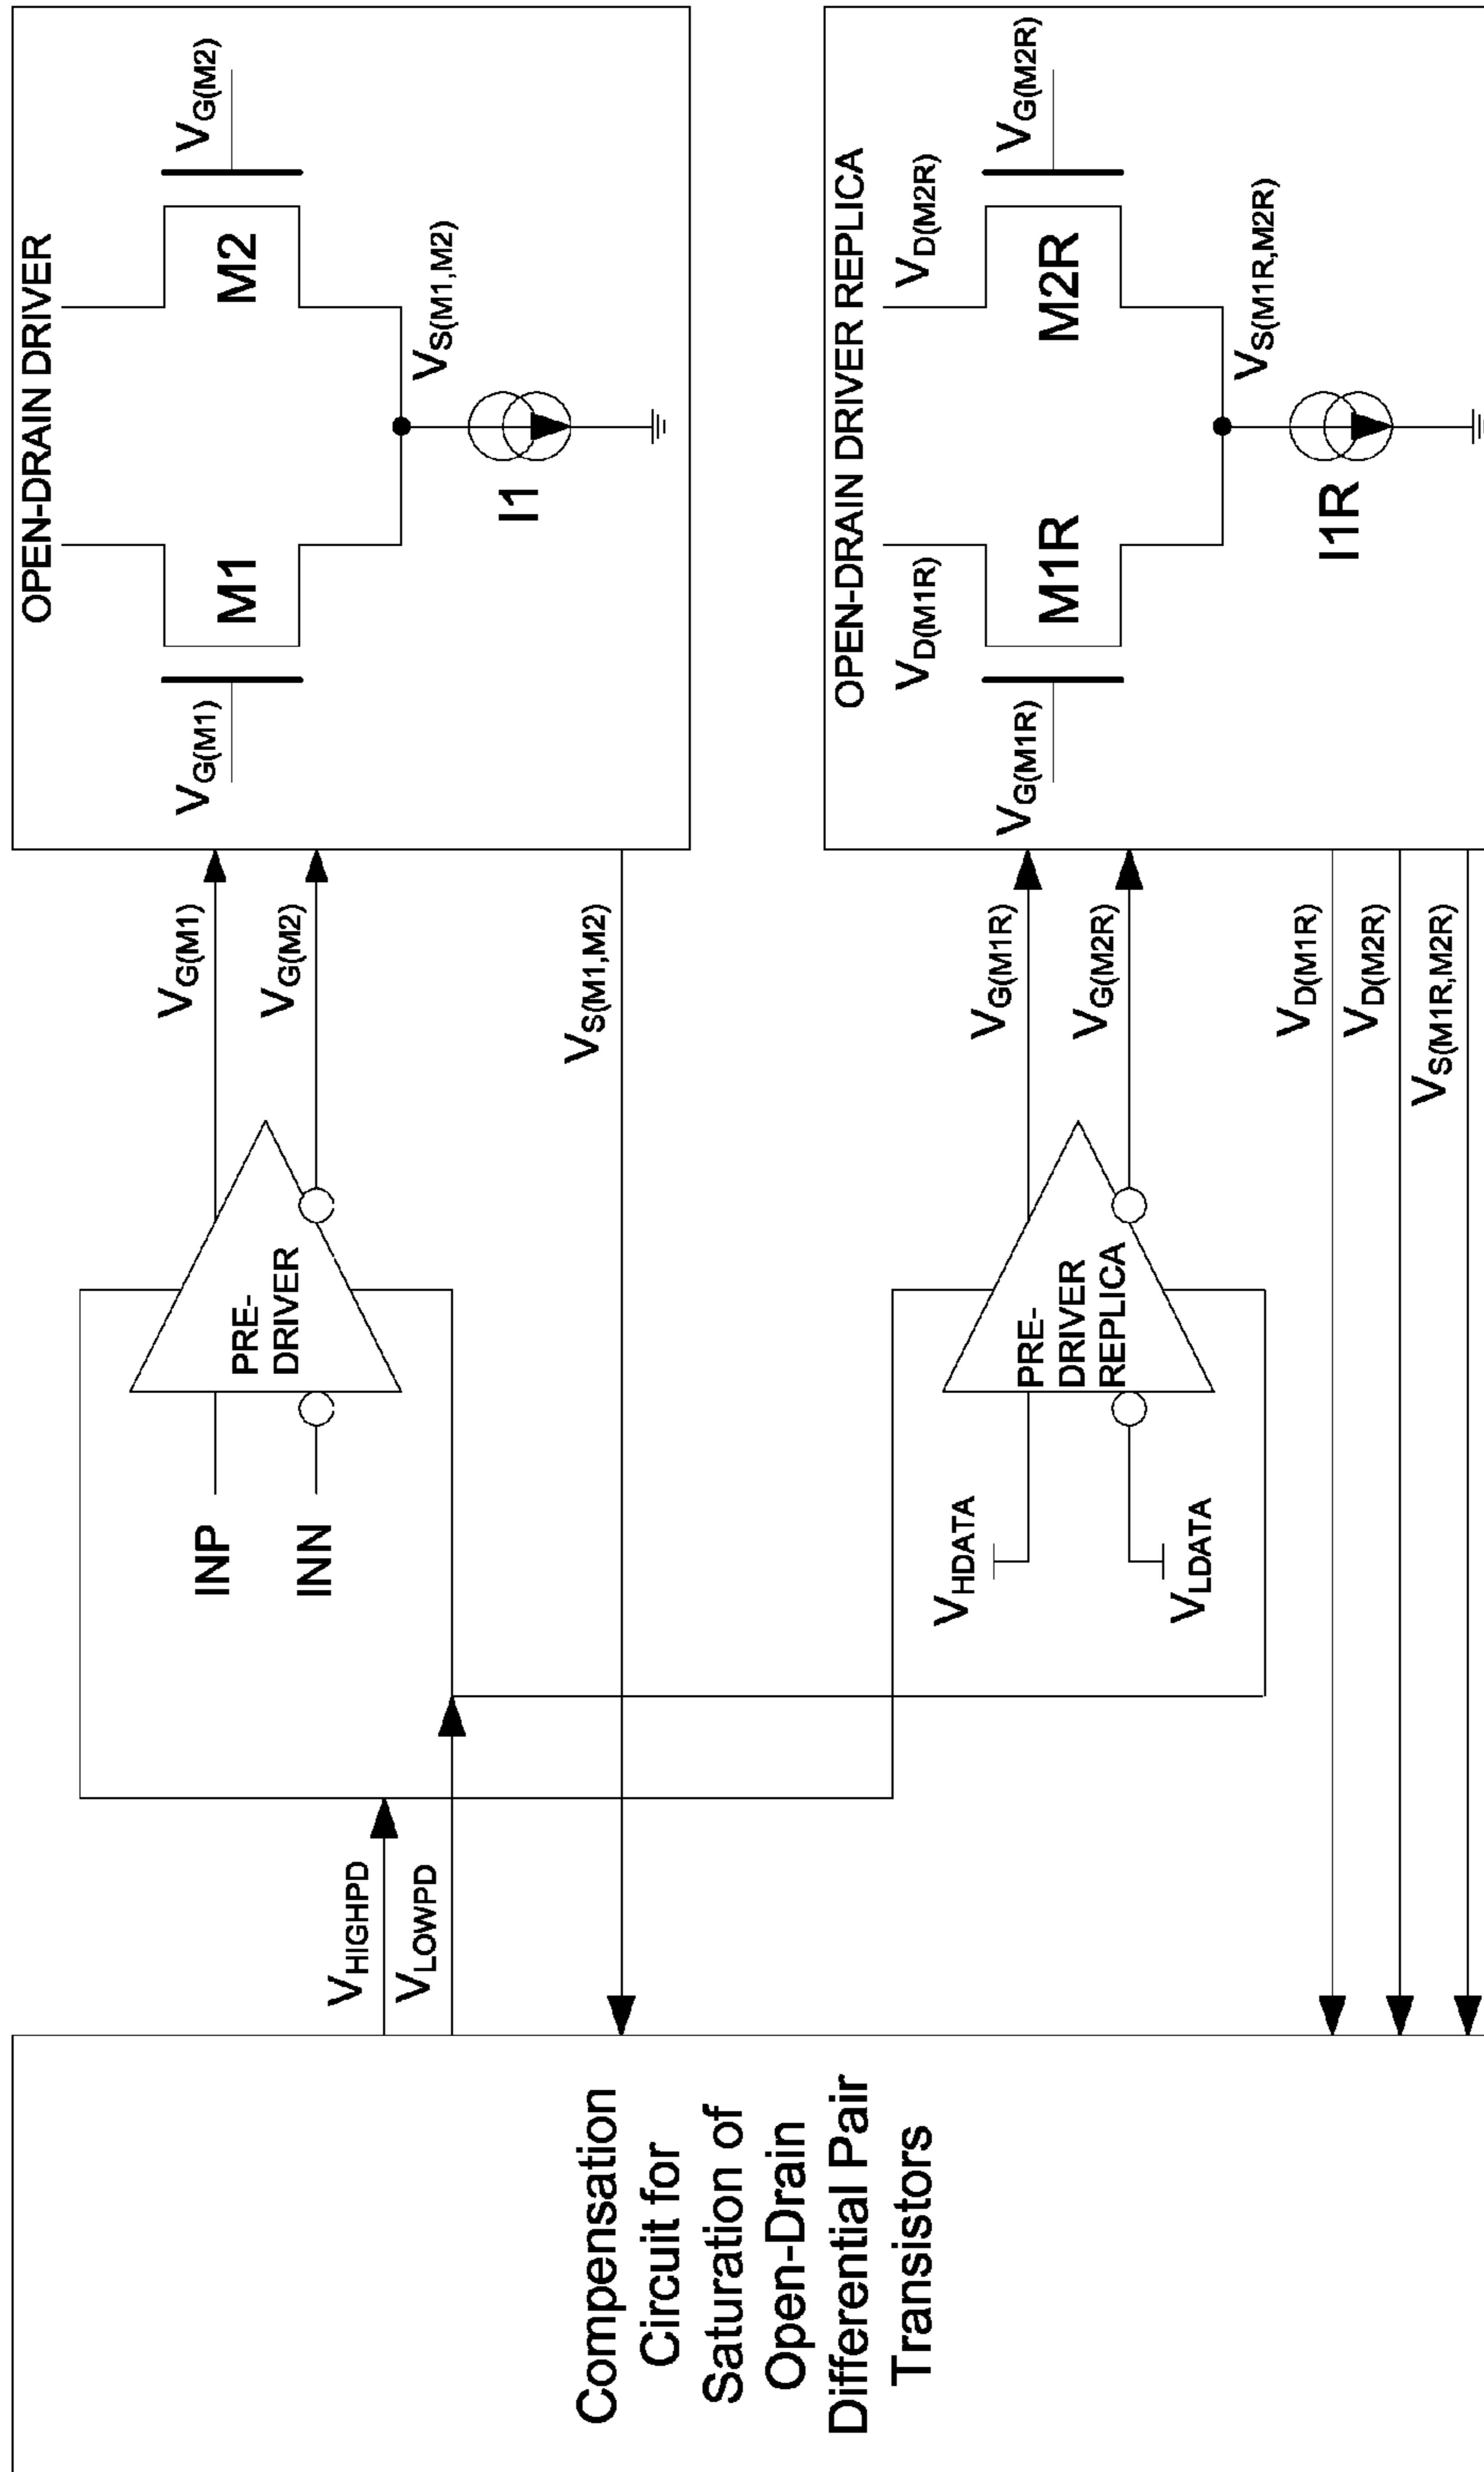 Compensation
Circuit for
Saturation of
Open-Drain
Differential Pair
Transistors
VHIGHPD
VLOWPD
INP
INN
PRE-
DRIVER
VG(M1)
VG(M2)
VS(M1,M2)
OPEN-DRAIN DRIVER
VG(M1)
M1
M2
VG(M2)
VS(M1,M2)
I1
VHDATA
VLDATA
PRE-
DRIVER
REPLICA
VG(M1R)
VG(M2R)
VD(M1R)
VD(M2R)
VS(M1R,M2R)
OPEN-DRAIN DRIVER REPLICA
VD(M1R)
VD(M2R)
VG(M1R)
M1R
M2R
VG(M2R)
VS(M1R,M2R)
I1R